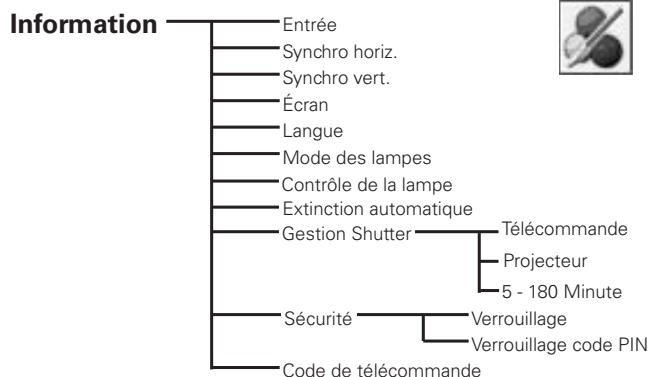 Information
Entrée
Synchro horiz.
Synchro vert.
Écran
Langue
Mode des lampes
Contrôle de la lampe
Extinction automatique
Gestion Shutter
Télécommande
Projecteur
5 - 180 Minute
Sécurité
Verrouillage
Verrouillage code PIN
Code de télécommande